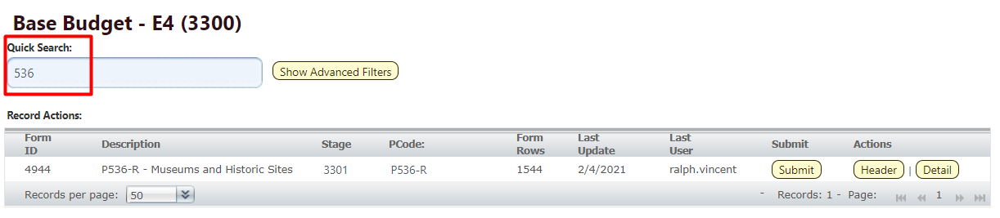 Base Budget - E4 (3300)
Quick Search:
536
Show Advanced Filters
Record Actions:
Form ID Description Stage PCode: Form Rows Last Update Last User Submit Actions
4944 P536-R - Museums and Historic Sites 3301 P536-R 1544 2/4/2021 ralph.vincent Submit Header | Detail
Records per page: 50 - Records: 1 - Page: 1